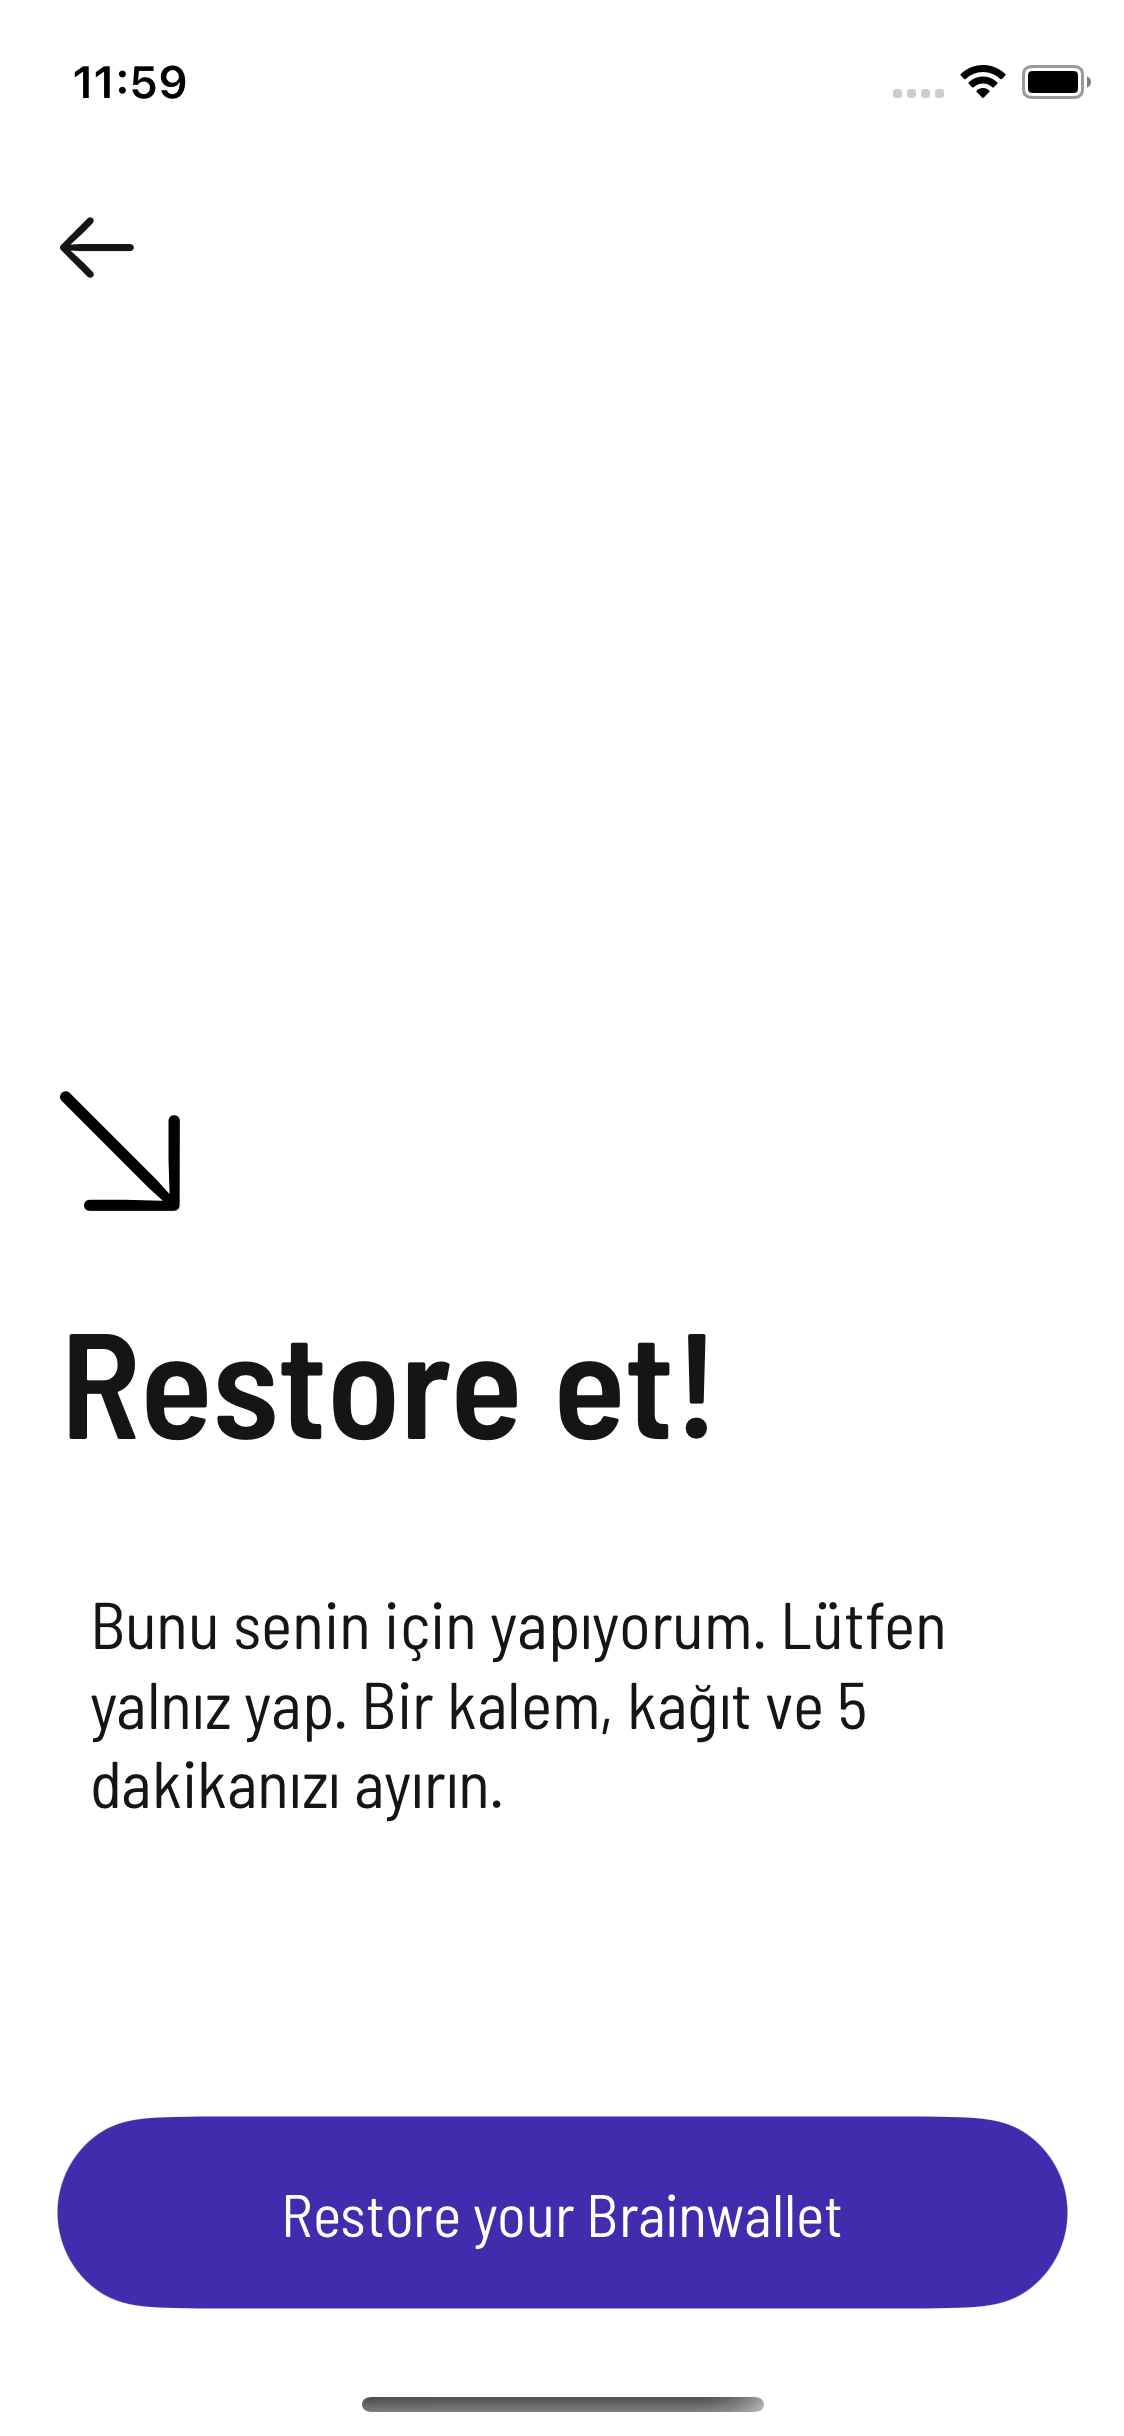 11:59
Restore et!
Bunu senin için yapıyorum. Lütfen
yalnız yap. Bir kalem, kağıt ve 5
dakikanızı ayırın.
Restore your Brainwallet